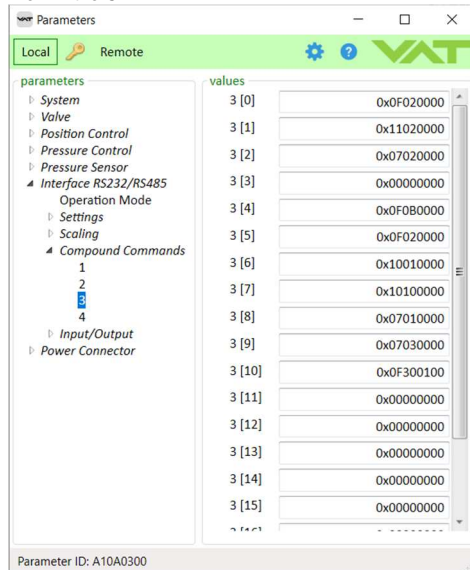 Parameters
Local Remote VAT
parameters
System
Valve
Position Control
Pressure Control
Pressure Sensor
Interface RS232/RS485
Operation Mode
Settings
Scaling
Compound Commands
1
2
3
4
Input/Output
Power Connector
values
3 [0] 0x0F020000
3 [1] 0x11020000
3 [2] 0x07020000
3 [3] 0x00000000
3 [4] 0x0F0B0000
3 [5] 0x0F020000
3 [6] 0x10010000
3 [7] 0x10100000
3 [8] 0x07010000
3 [9] 0x07030000
3 [10] 0x0F300100
3 [11] 0x00000000
3 [12] 0x00000000
3 [13] 0x00000000
3 [14] 0x00000000
3 [15] 0x00000000
Parameter ID: A10A0300